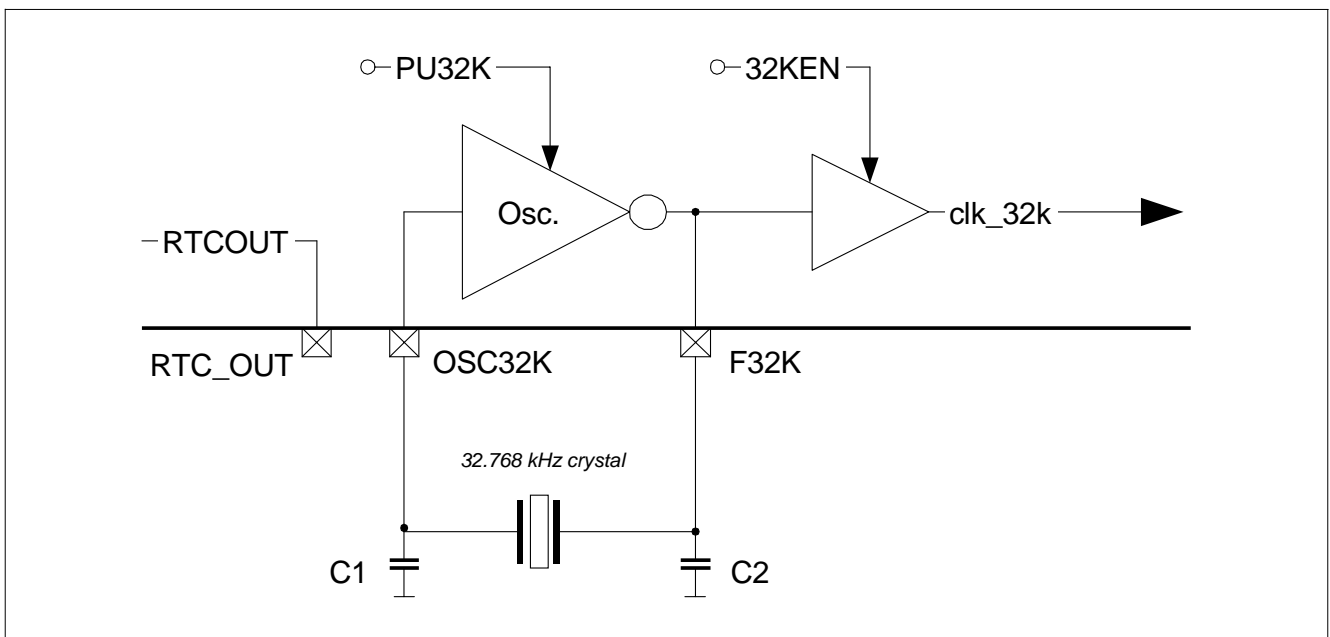 PU32K
32KEN
Osc.
clk_32k
RTCOUT
RTC_OUT
OSC32K
F32K
32.768 kHz crystal
C1
C2